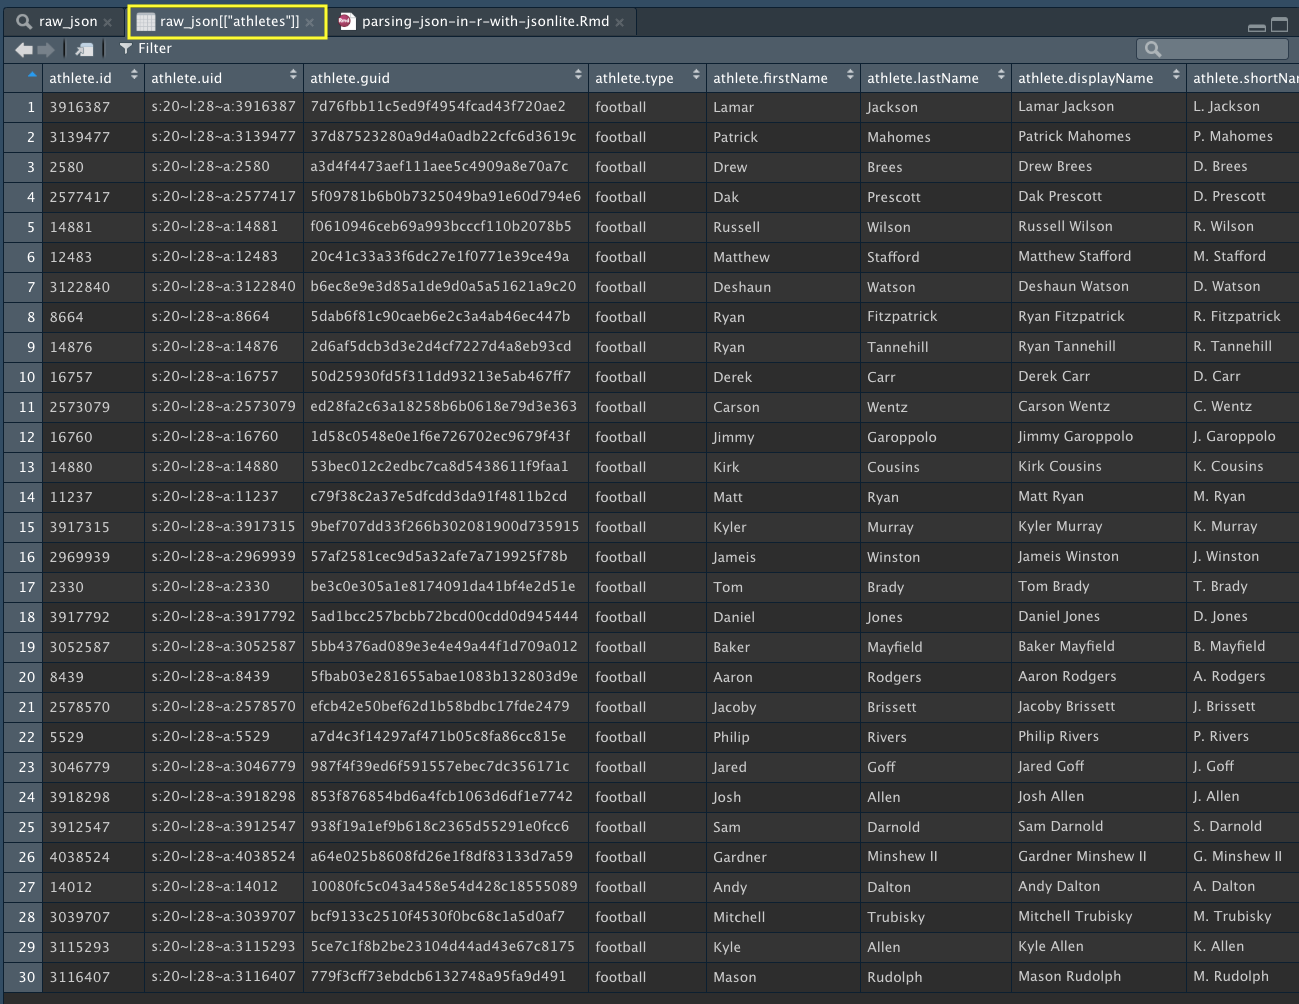 raw_json raw_json[["athletes"]] parsing-json-in-r-with-jsonlite.Rmd
Filter
athlete.id athlete.uid athlete.guid athlete.type athlete.firstName athlete.lastName athlete.displayName athlete.shortNar
1 3916387 s:20~l:28~a:3916387 7d76fbb11c5ed9f4954fcad43f720ae2 football Lamar Jackson Lamar Jackson L. Jackson
2 3139477 s:20~l:28~a:3139477 37d87523280a9d4a0adb22cfc6d3619c football Patrick Mahomes Patrick Mahomes P. Mahomes
3 2580 s:20~l:28~a:2580 a3d4f4473aef111aee5c4909a8e70a7c football Drew Brees Drew Brees D. Brees
4 2577417 s:20~l:28~a:2577417 5f09781b6b0b7325049ba91e60d794e6 football Dak Prescott Dak Prescott D. Prescott
5 14881 s:20~l:28~a:14881 f0610946ceb69a993bcccf110b2078b5 football Russell Wilson Russell Wilson R. Wilson
6 12483 s:20~l:28~a:12483 20c41c33a33f6dc27e1f0771e39ce49a football Matthew Stafford Matthew Stafford M. Stafford
7 3122840 s:20~l:28~a:3122840 b6ec8e9e3d85a1de9d0a5a51621a9c20 football Deshaun Watson Deshaun Watson D. Watson
8 8664 s:20~l:28~a:8664 5dab6f81c90caeb6e2c3a4ab46ec447b football Ryan Fitzpatrick Ryan Fitzpatrick R. Fitzpatrick
9 14876 s:20~l:28~a:14876 2d6af5dcb3d3e2d4cf7227d4a8eb93cd football Ryan Tannehill Ryan Tannehill R. Tannehill
10 16757 s:20~l:28~a:16757 50d25930fd5f311dd93213e5ab467ff7 football Derek Carr Derek Carr D. Carr
11 2573079 s:20~l:28~a:2573079 ed28fa2c63a18258b6b0618e79d3e363 football Carson Wentz Carson Wentz C. Wentz
12 16760 s:20~l:28~a:16760 1d58c0548e0e1f6e726702ec9679f43f football Jimmy Garoppolo Jimmy Garoppolo J. Garoppolo
13 14880 s:20~l:28~a:14880 53bec012c2edbc7ca8d5438611f9faa1 football Kirk Cousins Kirk Cousins K. Cousins
14 11237 s:20~l:28~a:11237 c79f38c2a37e5dfcdd3da91f4811b2cd football Matt Ryan Matt Ryan M. Ryan
15 3917315 s:20~l:28~a:3917315 9bef707dd33f266b302081900d735915 football Kyler Murray Kyler Murray K. Murray
16 2969939 s:20~l:28~a:2969939 57af2581cec9d5a32afe7a719925f78b football Jameis Winston Jameis Winston J. Winston
17 2330 s:20~l:28~a:2330 be3c0e305a1e8174091da41bf4e2d51e football Tom Brady Tom Brady T. Brady
18 3917792 s:20~l:28~a:3917792 5ad1bcc257bcbb72bcd00cdd0d945444 football Daniel Jones Daniel Jones D. Jones
19 3052587 s:20~l:28~a:3052587 5bb4376ad089e3e4e49a44f1d709a012 football Baker Mayfield Baker Mayfield B. Mayfield
20 8439 s:20~l:28~a:8439 5fbab03e281655abae1083b132803d9e football Aaron Rodgers Aaron Rodgers A. Rodgers
21 2578570 s:20~l:28~a:2578570 efcb42e50bef62d1b58bdbc17fde2479 football Jacoby Brissett Jacoby Brissett J. Brissett
22 5529 s:20~l:28~a:5529 a7d4c3f14297af471b05c8fa86cc815e football Philip Rivers Philip Rivers P. Rivers
23 3046779 s:20~l:28~a:3046779 987f4f39ed6f591557ebec7dc356171c football Jared Goff Jared Goff J. Goff
24 3918298 s:20~l:28~a:3918298 853f876854bd6a4fcb1063d6df1e7742 football Josh Allen Josh Allen J. Allen
25 3912547 s:20~l:28~a:3912547 938f19a1ef9b618c2365d55291e0fcc6 football Sam Darnold Sam Darnold S. Darnold
26 4038524 s:20~l:28~a:4038524 a64e025b8608fd26e1f8df83133d7a59 football Gardner Minshew II Gardner Minshew II G. Minshew II
27 14012 s:20~l:28~a:14012 10080fc5c043a458e54d428c18555089 football Andy Dalton Andy Dalton A. Dalton
28 3039707 s:20~l:28~a:3039707 bcf9133c2510f4530f0bc68c1a5d0af7 football Mitchell Trubisky Mitchell Trubisky M. Trubisky
29 3115293 s:20~l:28~a:3115293 5ce7c1f8b2be23104d44ad43e67c8175 football Kyle Allen Kyle Allen K. Allen
30 3116407 s:20~l:28~a:3116407 779f3cff73ebdcb6132748a95fa9d491 football Mason Rudolph Mason Rudolph M. Rudolph